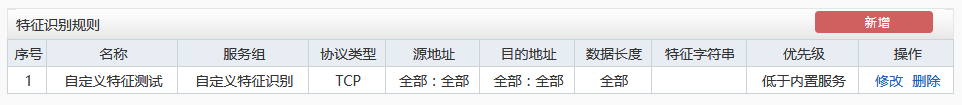 特征识别规则 新增
序号 名称 服务组 协议类型 源地址 目的地址 数据长度 特征字符串 优先级 操作
1 自定义特征测试 自定义特征识别 TCP 全部：全部 全部：全部 全部 低于内置服务 修改 删除